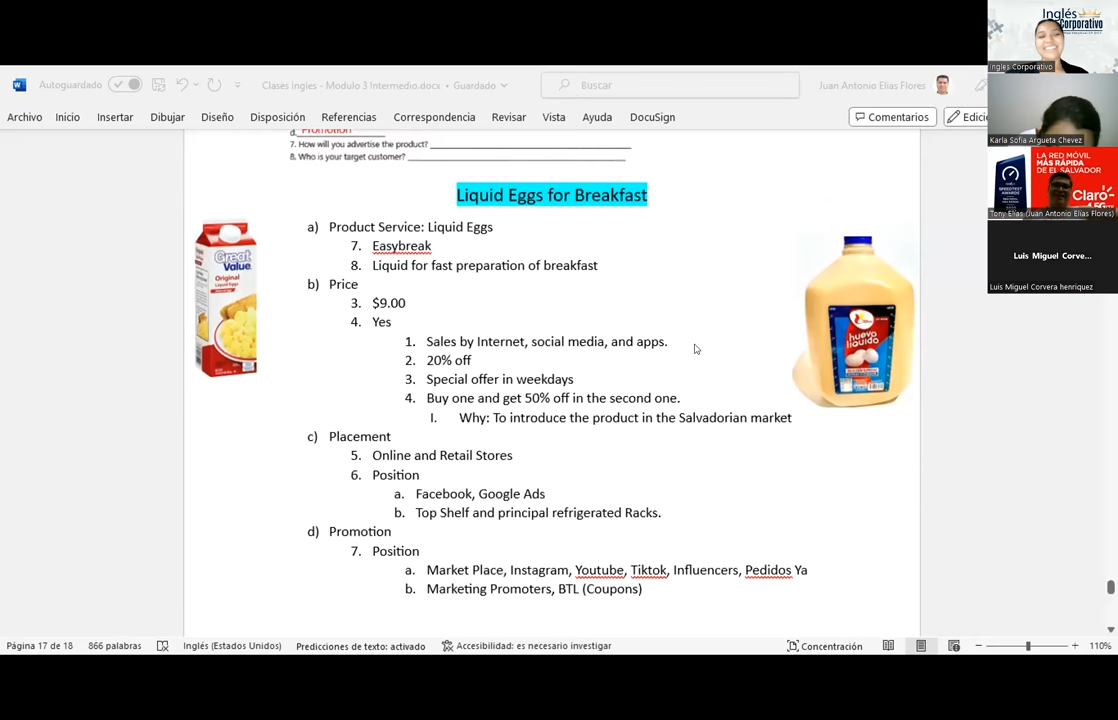 Autoguardado
Clases Ingles - Modulo 3 Intermedio.docx • Guardado
Buscar
Juan Antonio Elias Flores
Archivo Inicio Insertar Dibujar Diseño Disposición Referencias Correspondencia Revisar Vista Ayuda DocuSign
Comentarios
Edició
d. Promotion
7. How will you advertise the product?
8. Who is your target customer?
Liquid Eggs for Breakfast
a) Product Service: Liquid Eggs
7. Easybreak
8. Liquid for fast preparation of breakfast
b) Price
3. $9.00
4. Yes
1. Sales by Internet, social media, and apps.
2. 20% off
3. Special offer in weekdays
4. Buy one and get 50% off in the second one.
I. Why: To introduce the product in the Salvadorian market
c) Placement
5. Online and Retail Stores
6. Position
a. Facebook, Google Ads
b. Top Shelf and principal refrigerated Racks.
d) Promotion
7. Position
a. Market Place, Instagram, Youtube, Tiktok, Influencers, Pedidos Ya
b. Marketing Promoters, BTL (Coupons)
Great
Value
Original
Liquid Eggs
huevo
líquido
Página 17 de 18
866 palabras
Inglés (Estados Unidos)
Predicciones de texto: activado
Accesibilidad: es necesario investigar
Concentración
110%
Inglés
Corporativo
Inglés Corporativo
Karla Sofia Argueta Chevez
SPEEDTEST
AWARDS
LA RED MÓVIL
MÁS RÁPIDA
DE EL SALVADOR
Claro
4.5G
Tony Elias (Juan Antonio Elias Flores)
Luis Miguel Corve...
Luis Miguel Corvera henriquez